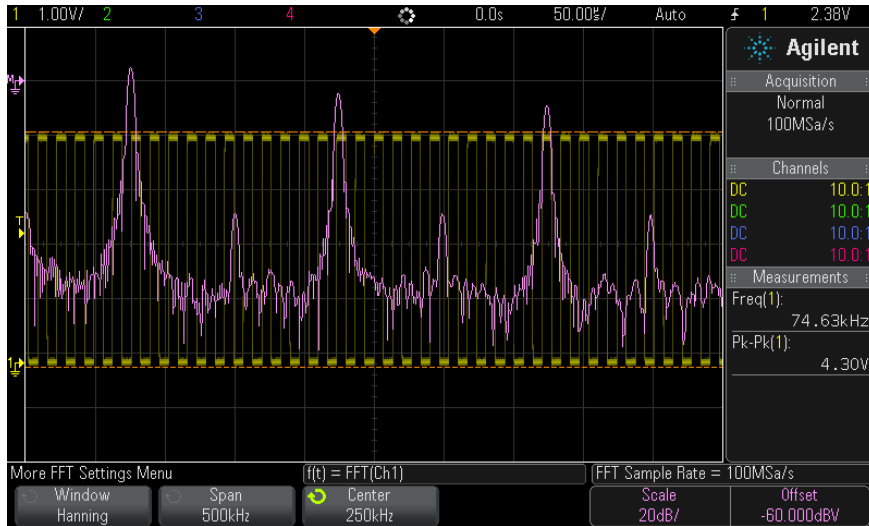 1 1.00V/ 2 3 4 0.0s 50.00µs/ Auto 1 2.38V
Agilent
Acquisition
Normal
100MSa/s
Channels
DC 10.0:1
DC 10.0:1
DC 10.0:1
DC 10.0:1
Measurements
Freq(1):
74.63kHz
Pk-Pk(1):
4.30V
M
T
1
More FFT Settings Menu f(t) = FFT(Ch1) FFT Sample Rate = 100MSa/s
Window Span Center Scale Offset
Hanning 500kHz 250kHz 20dB/ -60.000dBV